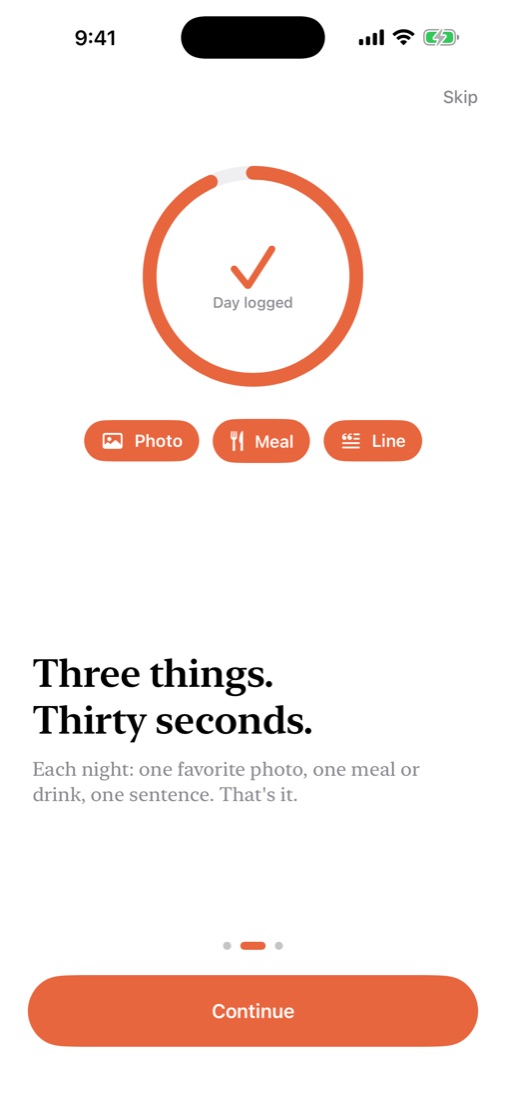 9:41
Skip
Day logged
Photo
Meal
Line
Three things.
Thirty seconds.
Each night: one favorite photo, one meal or
drink, one sentence. That's it.
Continue